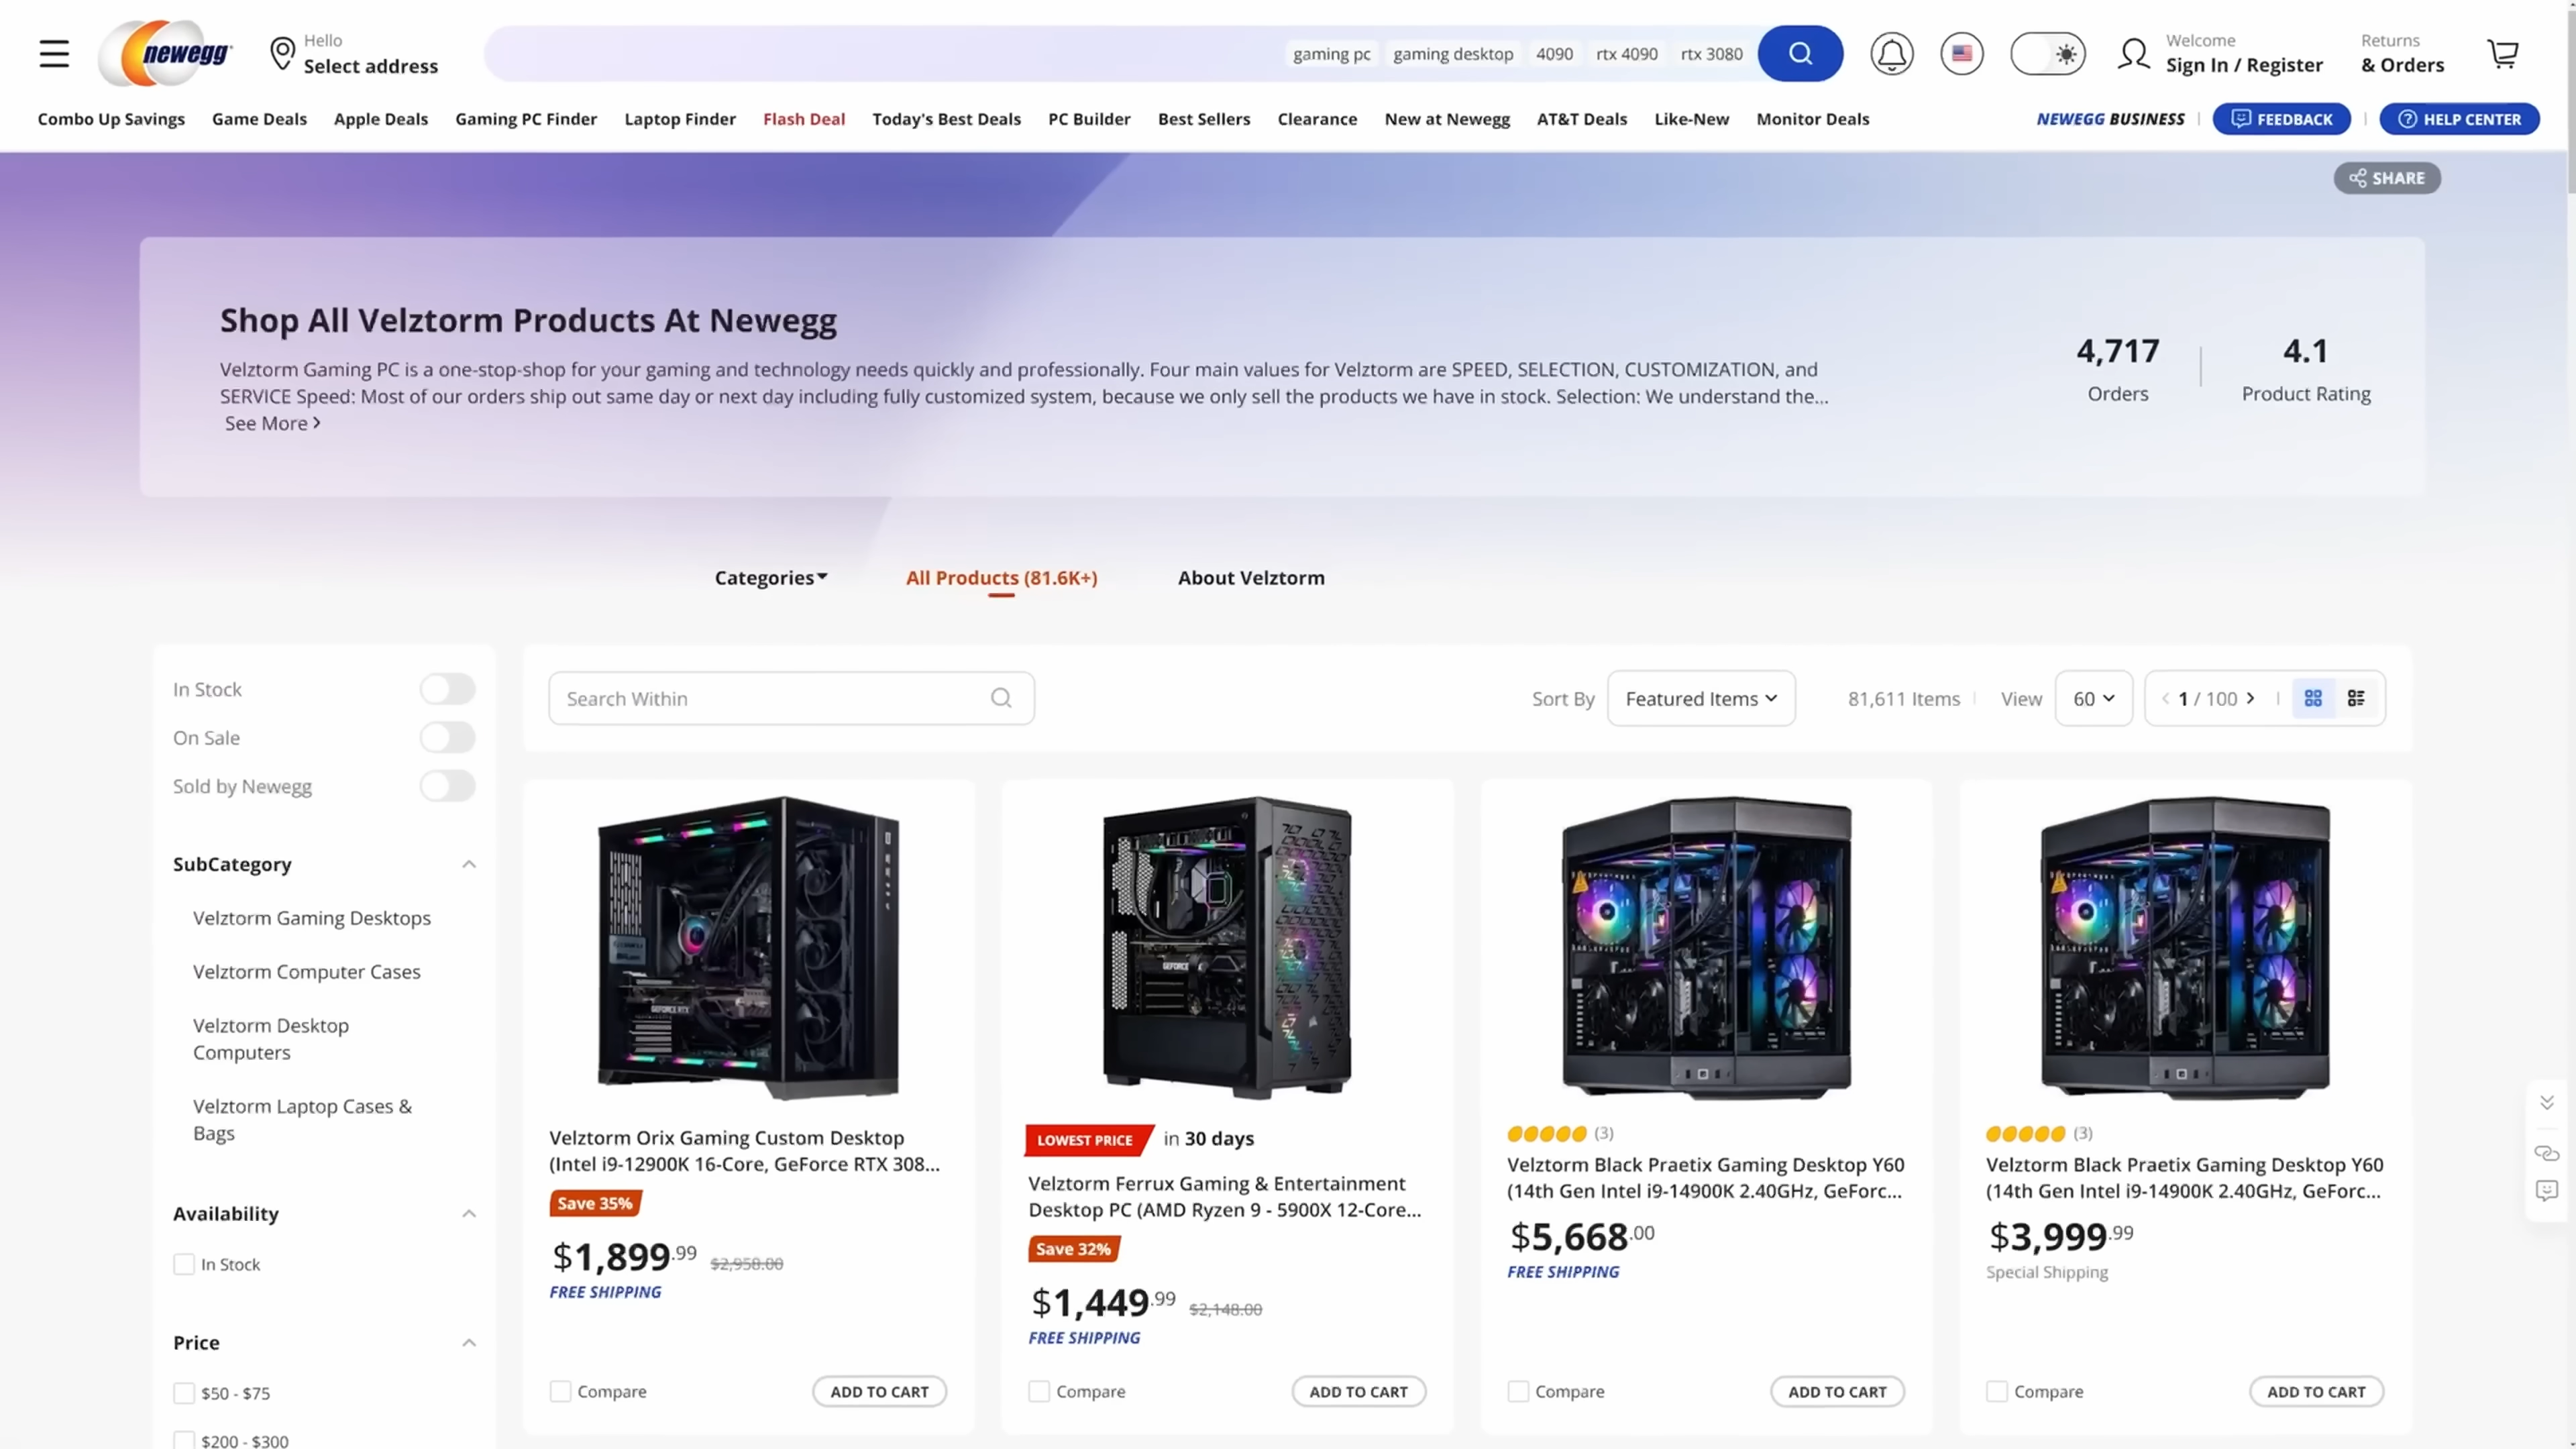 newegg
Hello
Select address
gaming pc
gaming desktop
4090
rtx 4090
rtx 3080
Welcome
Sign In / Register
Returns
& Orders
Combo Up Savings
Game Deals
Apple Deals
Gaming PC Finder
Laptop Finder
Flash Deal
Today's Best Deals
PC Builder
Best Sellers
Clearance
New at Newegg
AT&T Deals
Like-New
Monitor Deals
NEWEGG BUSINESS
FEEDBACK
HELP CENTER
SHARE
Shop All Velztorm Products At Newegg
Velztorm Gaming PC is a one-stop-shop for your gaming and technology needs quickly and professionally. Four main values for Velztorm are SPEED, SELECTION, CUSTOMIZATION, and
SERVICE Speed: Most of our orders ship out same day or next day including fully customized system, because we only sell the products we have in stock. Selection: We understand the...
See More
4,717
Orders
4.1
Product Rating
Categories
All Products (81.6K+)
About Velztorm
In Stock
On Sale
Sold by Newegg
SubCategory
Velztorm Gaming Desktops
Velztorm Computer Cases
Velztorm Desktop
Computers
Velztorm Laptop Cases &
Bags
Availability
In Stock
Price
$50 - $75
$200 - $300
Search Within
Sort By
Featured Items
81,611 Items
View
60
1 / 100
GEFORCE RTX
Velztorm Orix Gaming Custom Desktop
(Intel i9-12900K 16-Core, GeForce RTX 308...
Save 35%
$1,899.99 $2,958.00
FREE SHIPPING
Compare
ADD TO CART
GEFORCE
LOWEST PRICE in 30 days
Velztorm Ferrux Gaming & Entertainment
Desktop PC (AMD Ryzen 9 - 5900X 12-Core...
Save 32%
$1,449.99 $2,148.00
FREE SHIPPING
Compare
ADD TO CART
(3)
Velztorm Black Praetix Gaming Desktop Y60
(14th Gen Intel i9-14900K 2.40GHz, GeForc...
$5,668.00
FREE SHIPPING
Compare
ADD TO CART
(3)
Velztorm Black Praetix Gaming Desktop Y60
(14th Gen Intel i9-14900K 2.40GHz, GeForc...
$3,999.99
Special Shipping
Compare
ADD TO CART